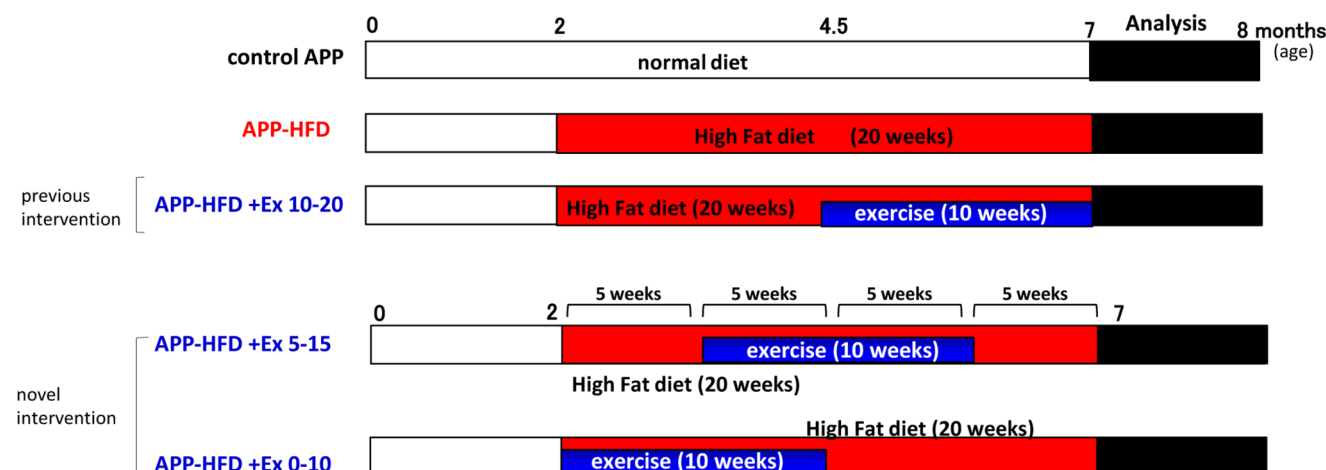 0 2 4.5 7 Analysis 8 months
(age)
control APP normal diet
APP-HFD High Fat diet (20 weeks)
previous
intervention
APP-HFD +Ex 10-20 High Fat diet (20 weeks) exercise (10 weeks)
5 weeks 5 weeks 5 weeks 5 weeks
0 2 7
APP-HFD +Ex 5-15 exercise (10 weeks)
High Fat diet (20 weeks)
novel
intervention
High Fat diet (20 weeks)
APP-HFD +Ex 0-10 exercise (10 weeks)